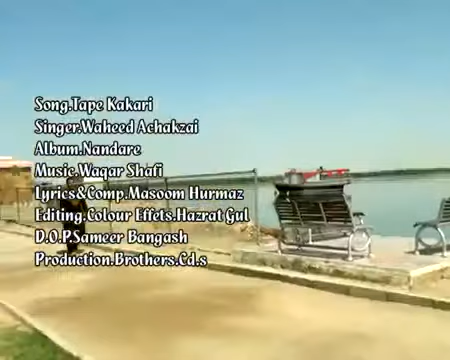 Song.Tape Kakari
Singer.Waheed Achakzai
Album.Nandare
Music.Waqar Shafi
Lyrics&Comp.Masoom Hurmaz
Editing.Colour Effets.Hazrat Gul
D.O.P.Sameer Bangash
Production.Brothers.Cd.s